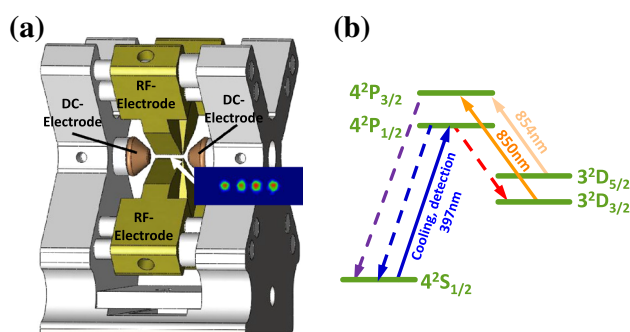 (a)
RF-
Electrode
DC-
Electrode
DC-
Electrode
RF-
Electrode
(b)
4²P₃/₂
4²P₁/₂
854nm
850nm
3²D₅/₂
3²D₃/₂
Cooling, detection
397nm
4²S₁/₂